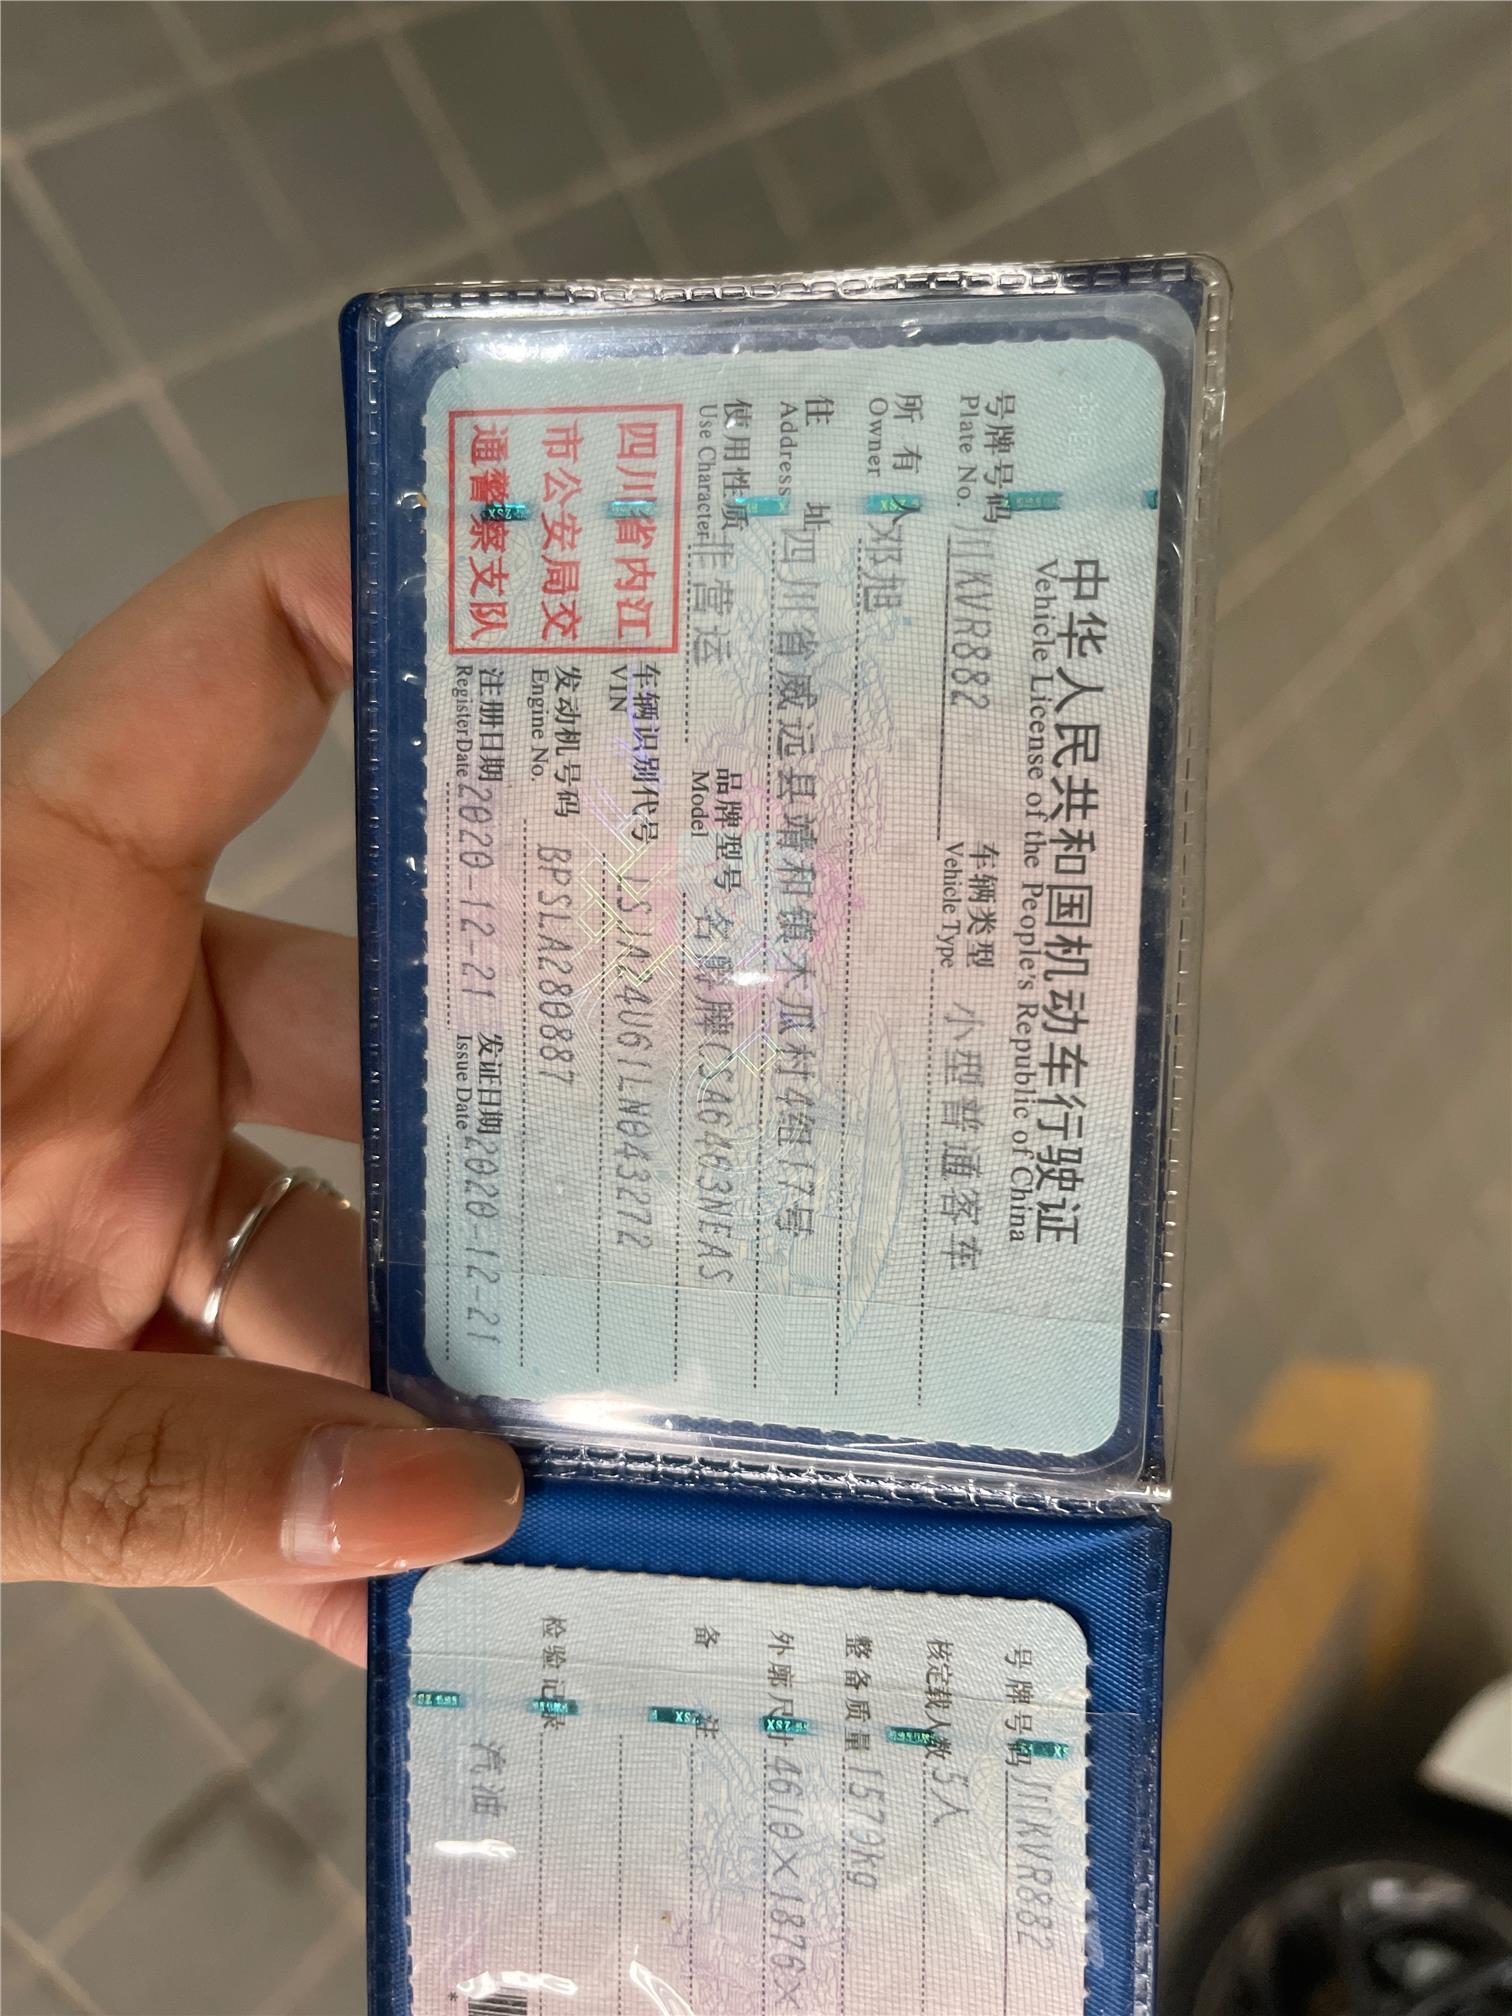 中华人民共和国机动车行驶证
Vehicle License of the People's Republic of China
号牌号码 川KVR882 车辆类型 小型普通客车
Plate No. Vehicle Type
所有人 邓旭
Owner
住址 四川省威远县靖和镇木瓜村4组17号
Address
使用性质 非营运 品牌型号 名爵牌CSA6463NEAS
Use Character Model
四川省内江
市公安局交
通警察支队
车辆识别代号 LSJA24U61LN043272
VIN
发动机号码 BPSLA280887
Engine No.
注册日期 2020-12-21 发证日期 2020-12-21
Register Date Issue Date
号牌号码 川KVR882
核定载人数 5人
整备质量 1570kg
外廓尺寸 4610×1876×
备注
检验记录
汽油
*